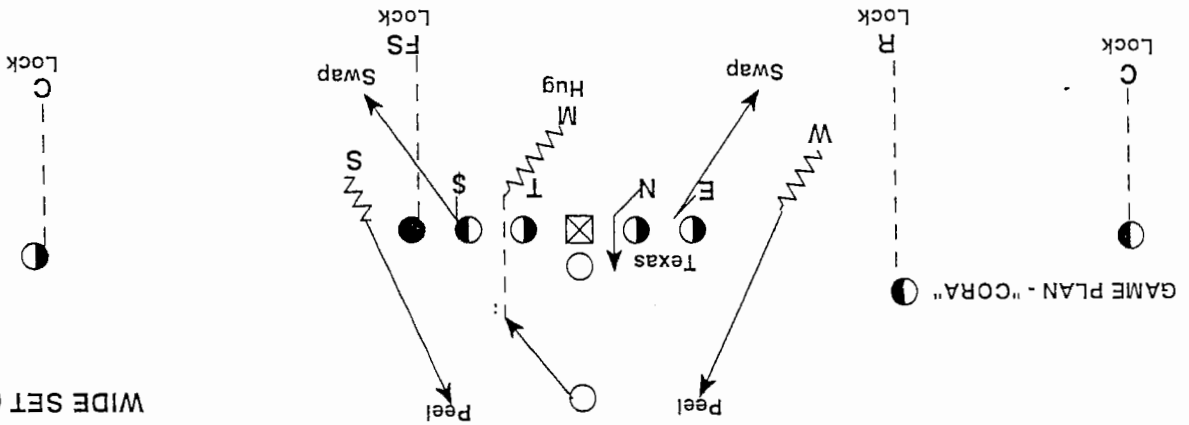 Peel
Peel
WIDE SET (
GAME PLAN - "CORA"
Texas
E
N
T
$
S
W
M
Hug
Swap
Swap
C
Lock
C
Lock
R
Lock
FS
Lock